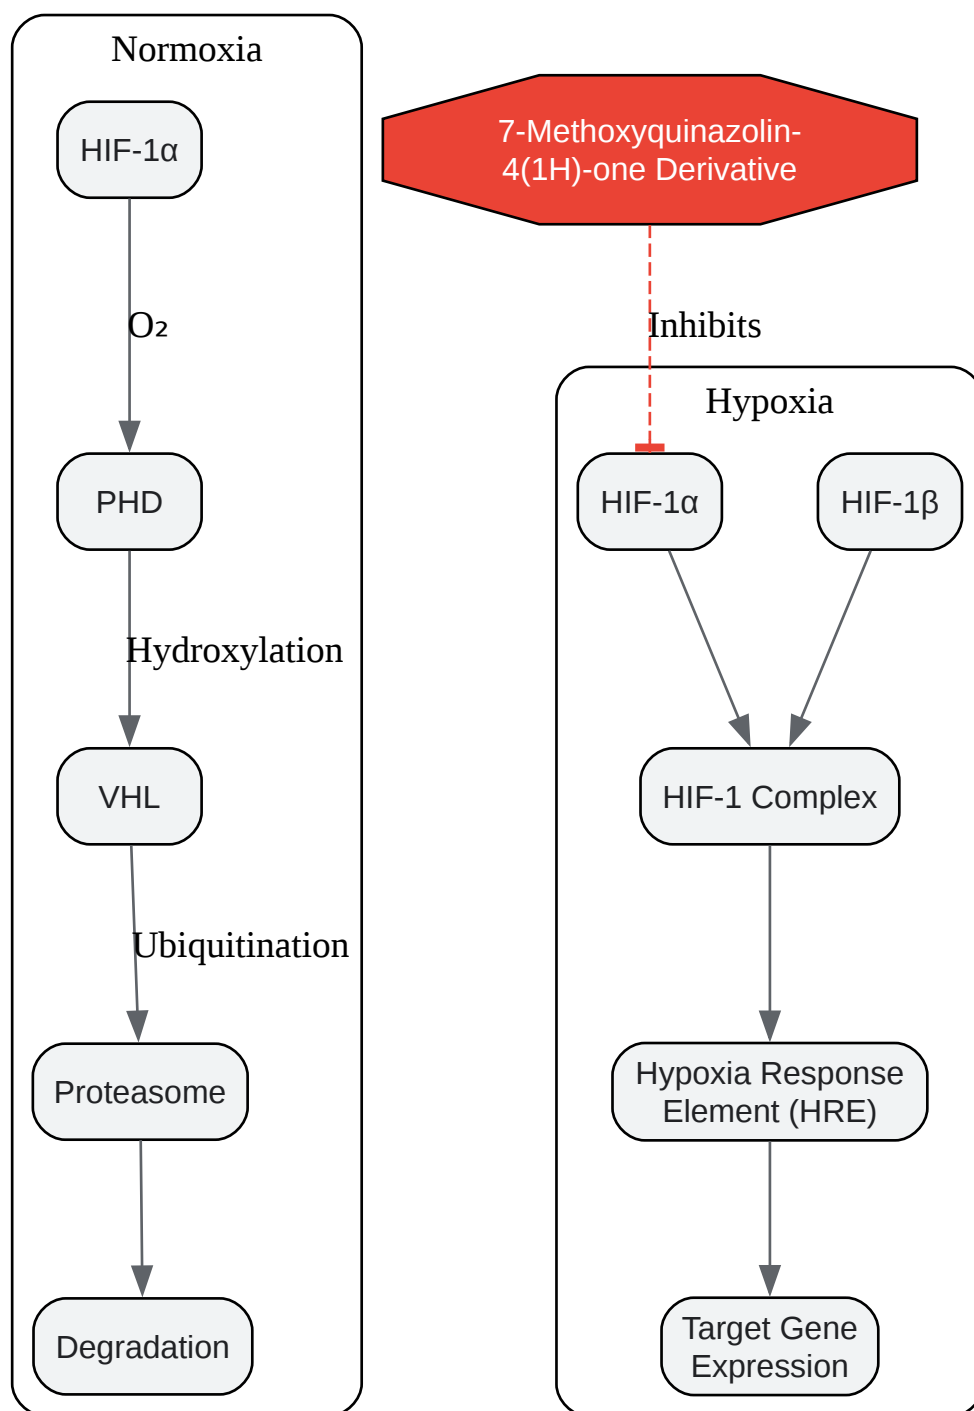 Normoxia
HIF-1α
O₂
PHD
Hydroxylation
VHL
Ubiquitination
Proteasome
Degradation
7-Methoxyquinazolin-
4(1H)-one Derivative
Inhibits
Hypoxia
HIF-1α
HIF-1β
HIF-1 Complex
Hypoxia Response
Element (HRE)
Target Gene
Expression